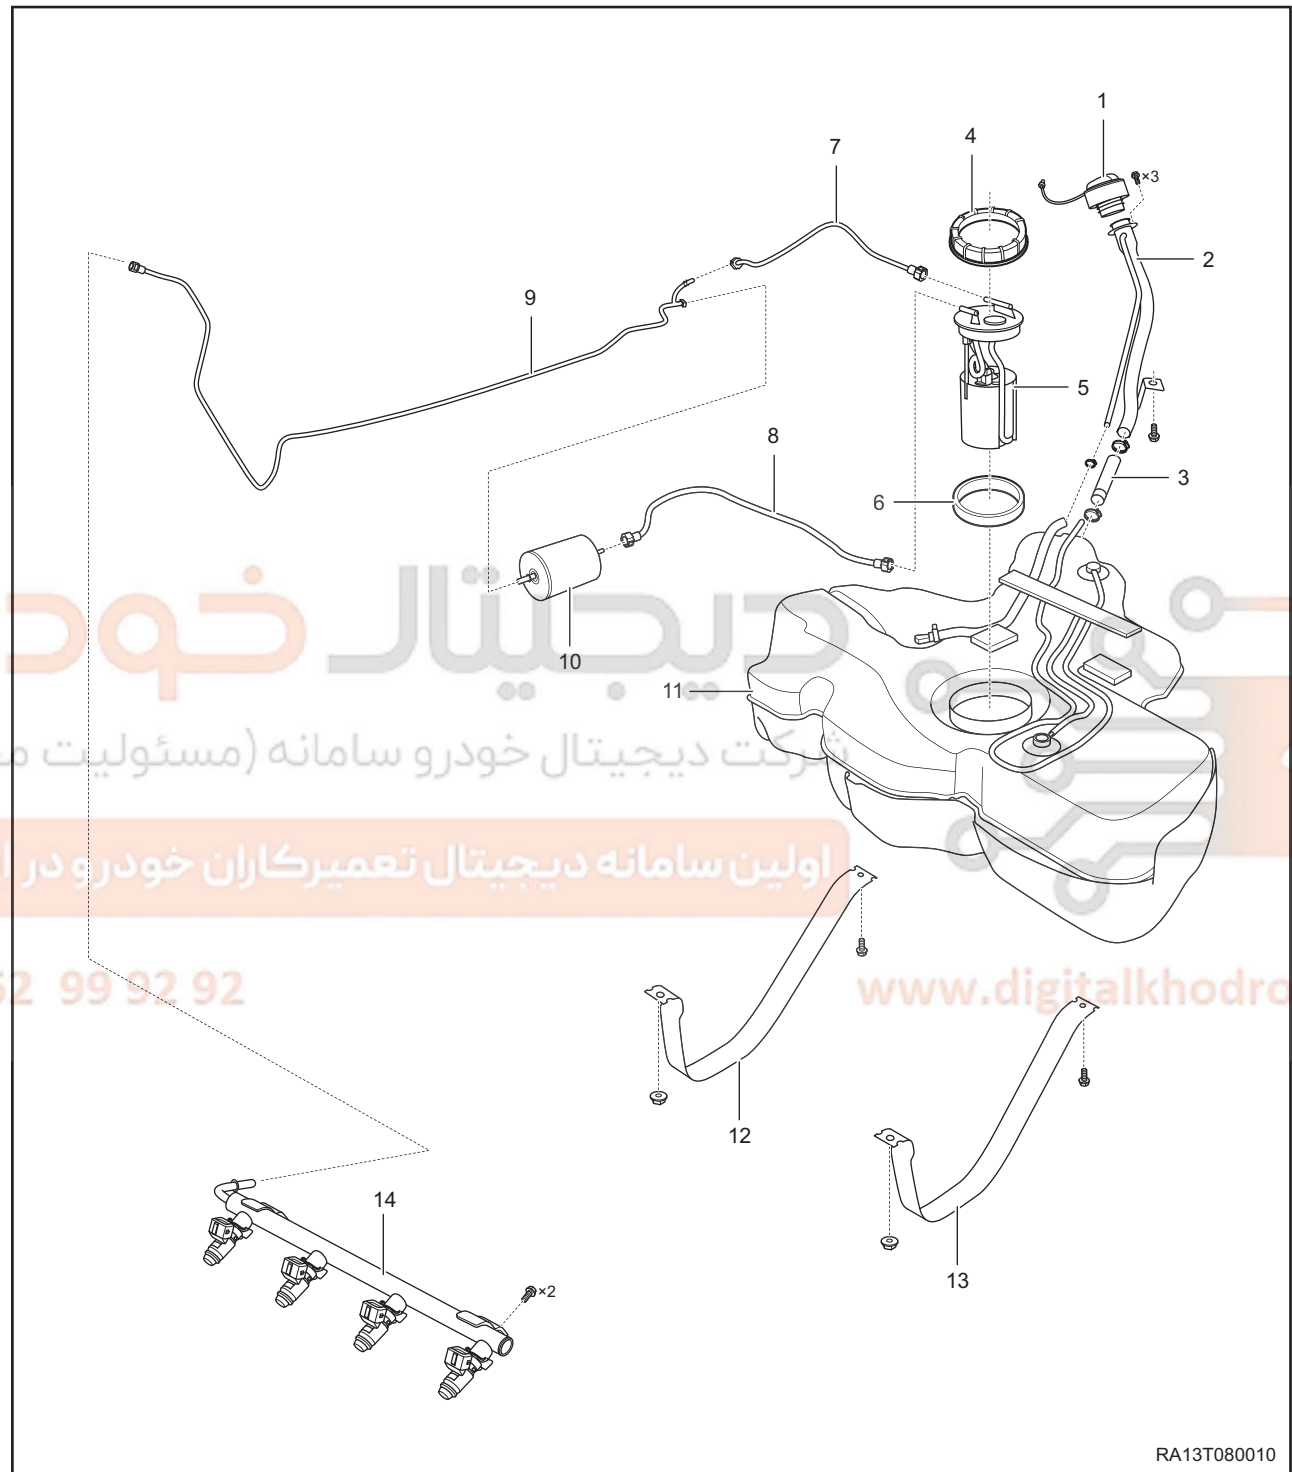 1
×3
4
7
2
9
5
8
3
6
10
11
دیجیتال خودرو
شرکت دیجیتال خودرو سامانه (مسئولیت
اولین سامانه دیجیتال تعمیرکاران خودرو در
99 92 92
www.digitalkhodro
12
13
14
×2
RA13T080010